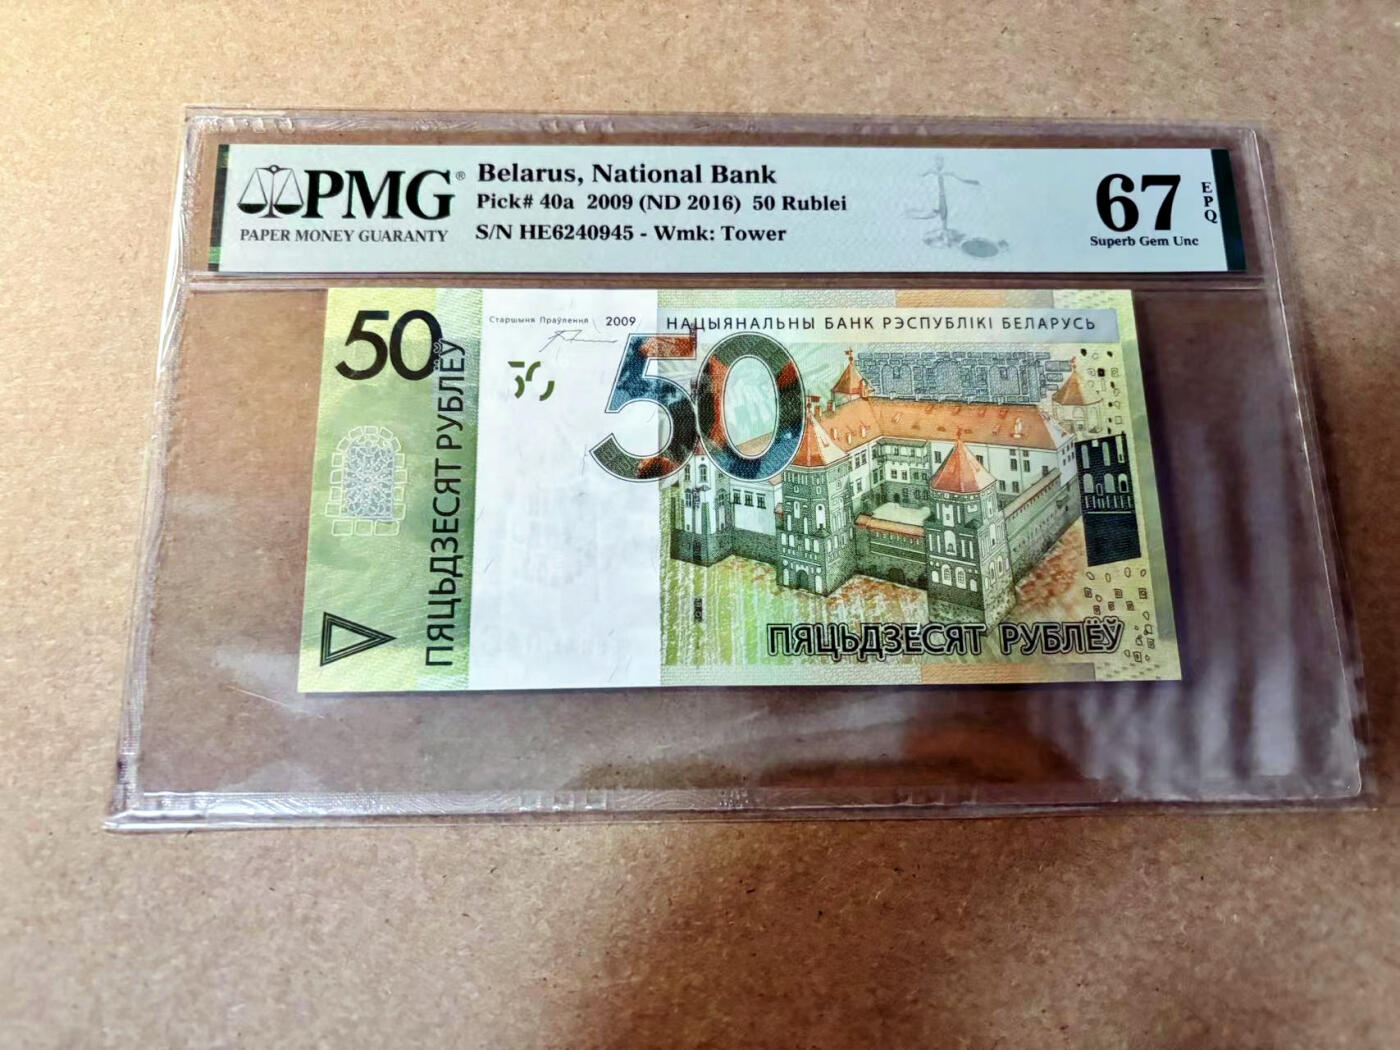 PMG®
PAPER MONEY GUARANTY
Belarus, National Bank
Pick# 40a 2009 (ND 2016) 50 Rublei
S/N HE6240945 - Wmk: Tower
67
EPQ
Superb Gem Unc
50
ПЯЦЬДЗЕСЯТ РУБЛЁЎ
Старшыня Праўлення 2009
50
НАЦЫЯНАЛЬНЫ БАНК РЭСПУБЛІКІ БЕЛАРУСЬ
50
ПЯЦЬДЗЕСЯТ РУБЛЁЎ